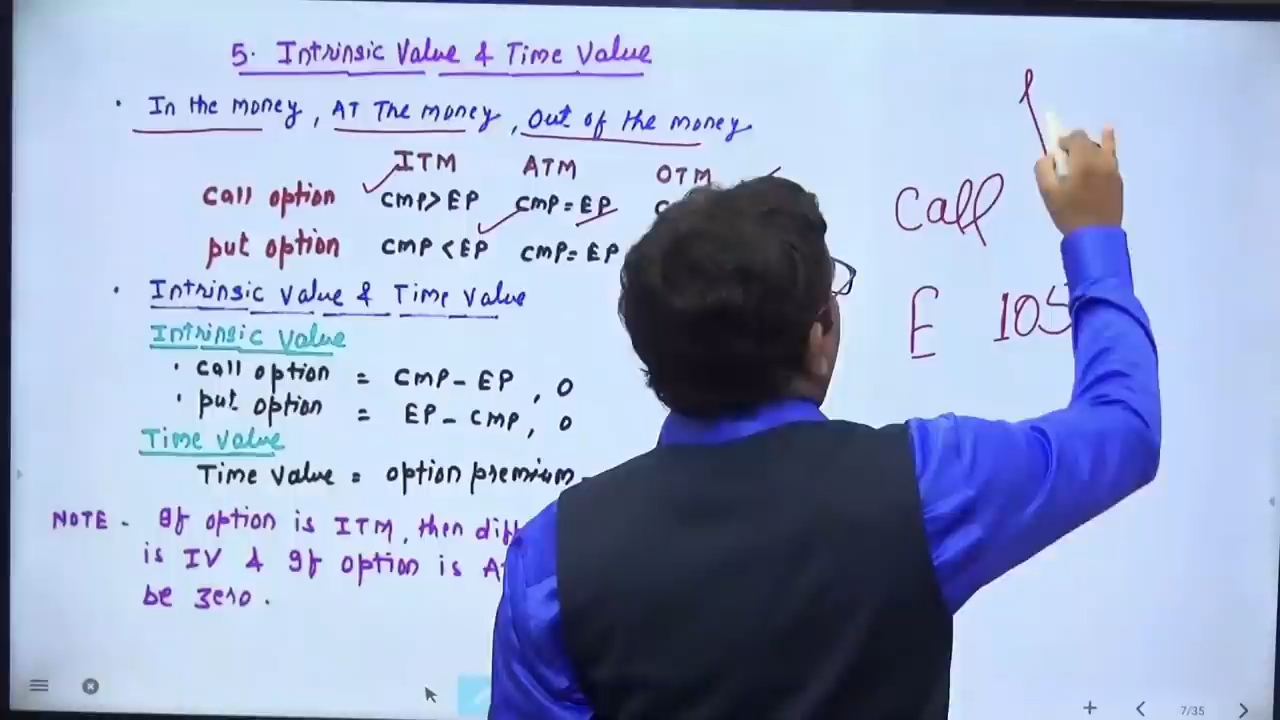 5. Intrinsic Value & Time Value
• In the money, AT The money, Out of the money
ITM ATM OTM
call option CMP > EP CMP = EP
put option CMP < EP CMP = EP
• Intrinsic value & Time value
Intrinsic value
• call option = CMP - EP, 0
• put option = EP - CMP, 0
Time value
Time value = option premium
NOTE - If option is ITM, then
is IV & If option is
be zero.
Call
E 105
7/35